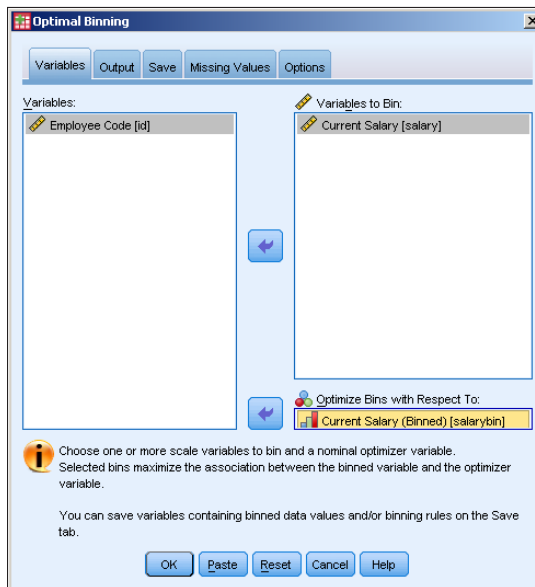 Optimal Binning
Variables Output Save Missing Values Options
Variables:
Employee Code [id]
Variables to Bin:
Current Salary [salary]
Optimize Bins with Respect To:
Current Salary (Binned) [salarybin]
Choose one or more scale variables to bin and a nominal optimizer variable.
Selected bins maximize the association between the binned variable and the optimizer
variable.
You can save variables containing binned data values and/or binning rules on the Save
tab.
OK Paste Reset Cancel Help